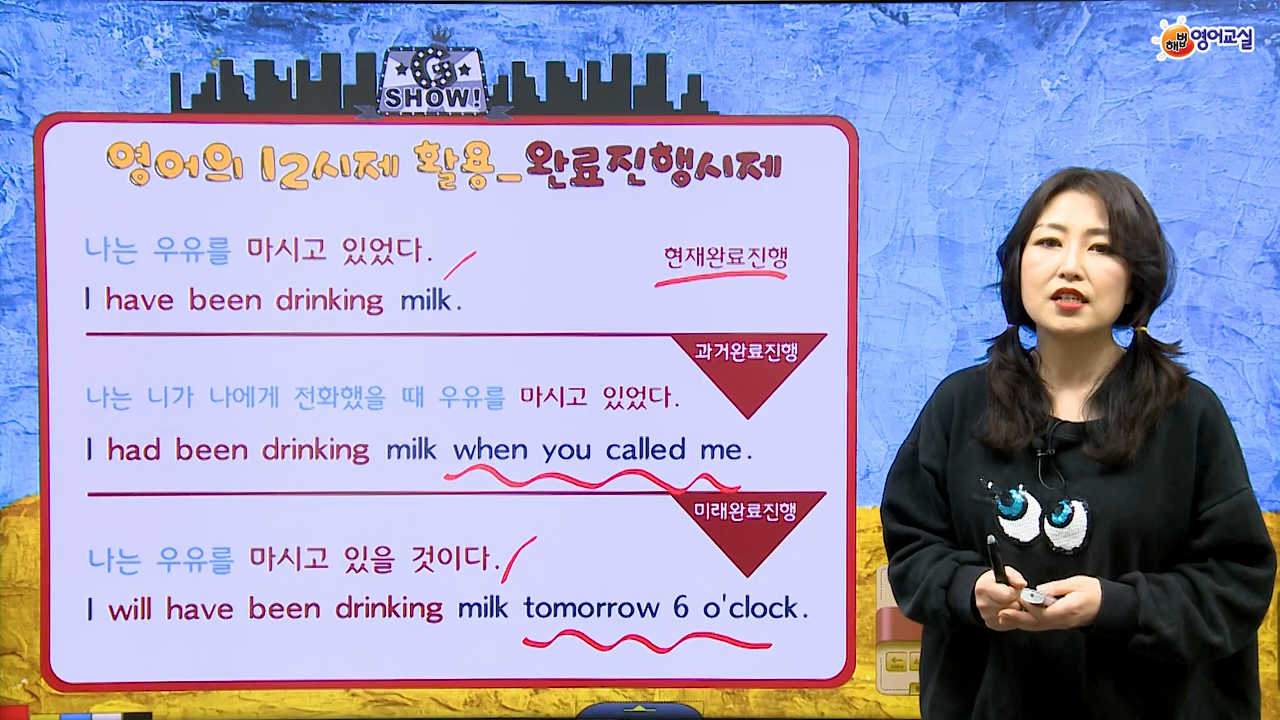 해법 영어교실
G
SHOW!
영어의 12시제 활용_완료진행시제
나는 우유를 마시고 있었다.
현재완료진행
I have been drinking milk.
과거완료진행
나는 니가 나에게 전화했을 때 우유를 마시고 있었다.
I had been drinking milk when you called me.
미래완료진행
나는 우유를 마시고 있을 것이다.
I will have been drinking milk tomorrow 6 o'clock.